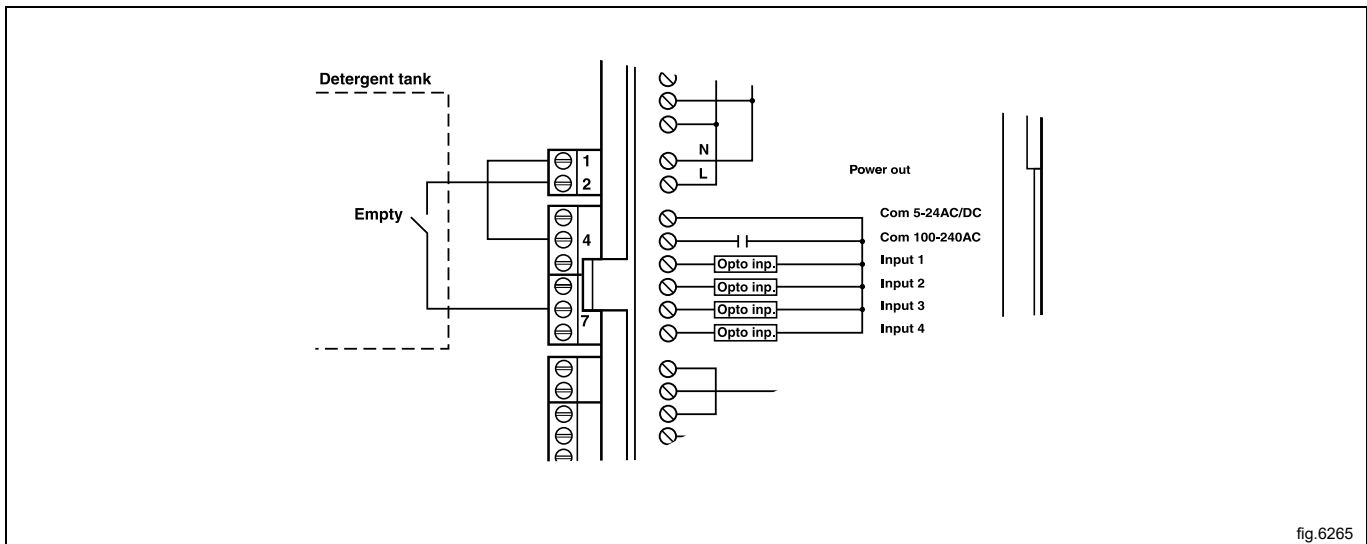 Detergent tank
1
2
Empty
4
7
N
L
Power out
Com 5-24AC/DC
Com 100-240AC
Opto inp. Input 1
Opto inp. Input 2
Opto inp. Input 3
Opto inp. Input 4
fig.6265